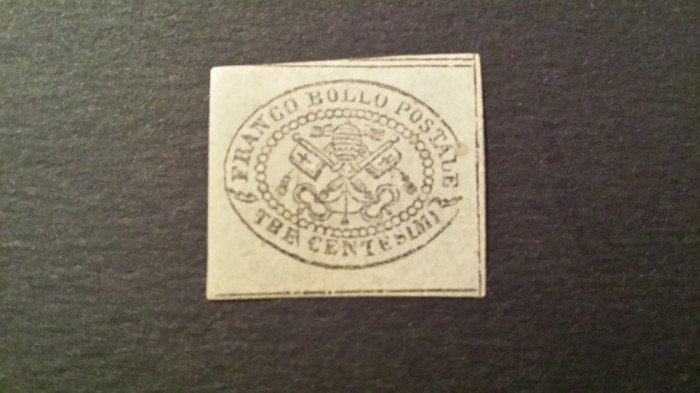 FRANCO BOLLO POSTALE
TRE CENTESIMI